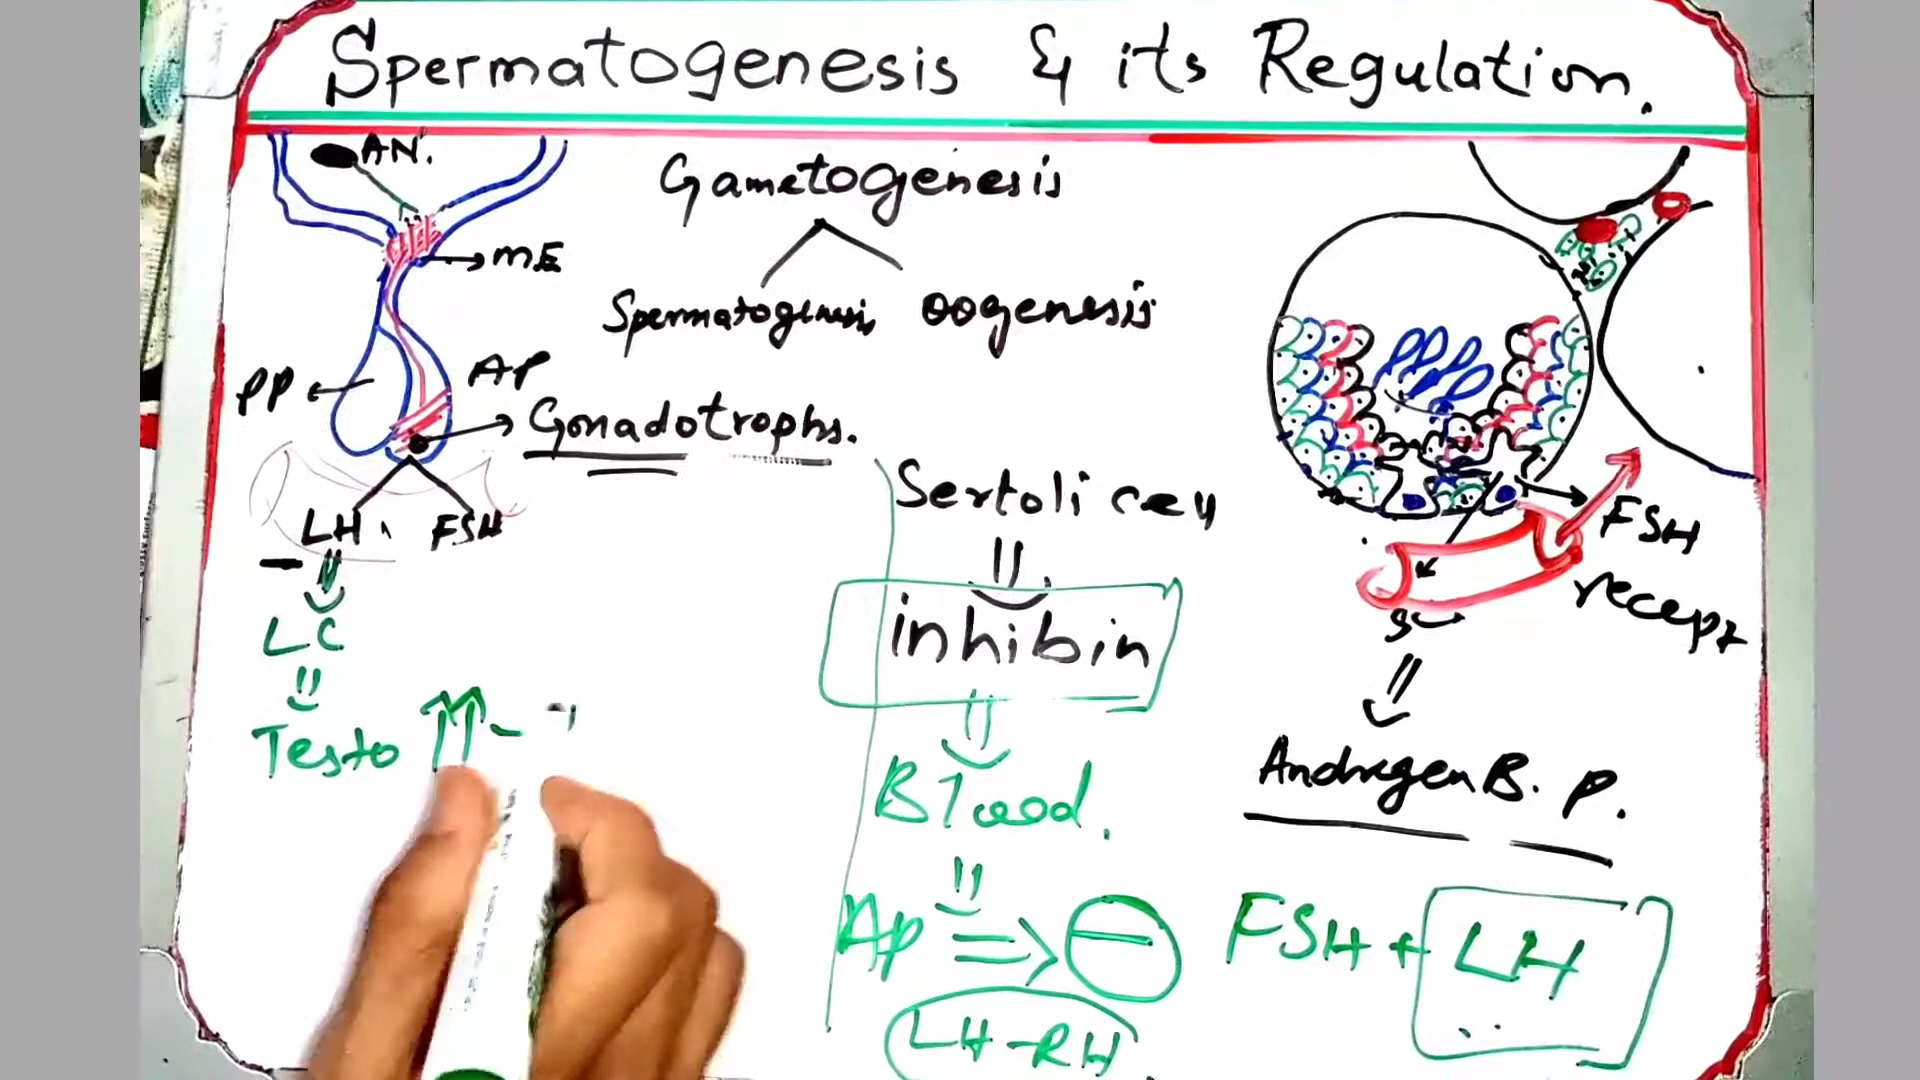 Spermatogenesis & its Regulation.
AN.
Gametogenesis
mE
Spermatogenesis oogenesis
PP
AP
Gonadotrophs.
Sertoli cell
LH
FSH
FSH
recept
LC
inhibin
Testo
Blood.
Androgen B. P.
Ap
FSH + LH
LH-RH